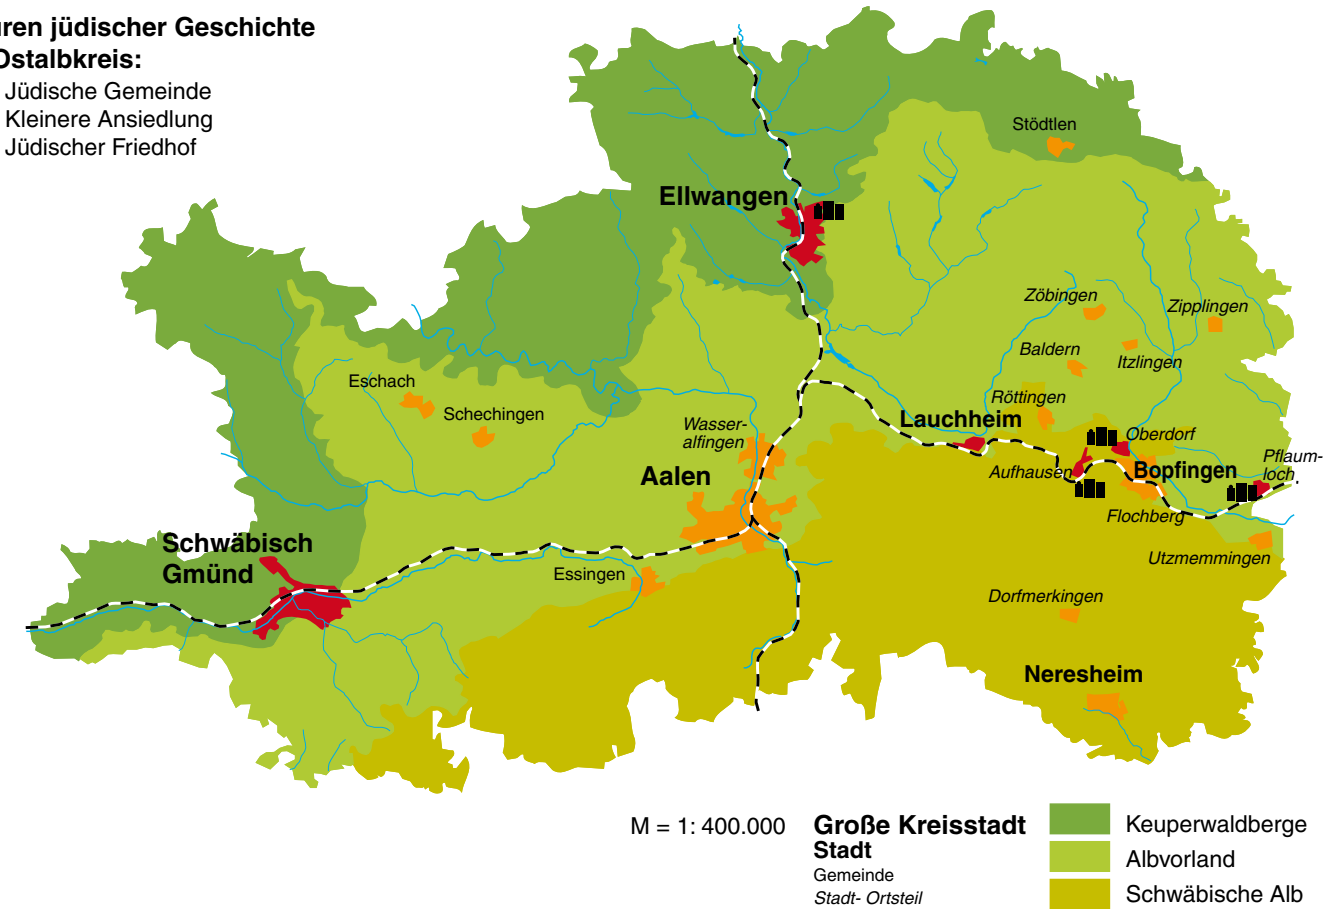 uren jüdischer Geschichte
Ostalbkreis:
Jüdische Gemeinde
Kleinere Ansiedlung
Jüdischer Friedhof
Stödtlen
Ellwangen
Zöbingen
Zipplingen
Baldern
Itzlingen
Eschach
Schechingen
Röttingen
Lauchheim
Wasser-
alfingen
Oberdorf
Aalen
Aufhausen
Bopfingen
Pflaum-
loch
Flochberg
Schwäbisch
Gmünd
Utzmemmingen
Essingen
Dorfmerkingen
Neresheim
M = 1: 400.000
Große Kreisstadt
Stadt
Gemeinde
Stadt- Ortsteil
Keuperwaldberge
Albvorland
Schwäbische Alb